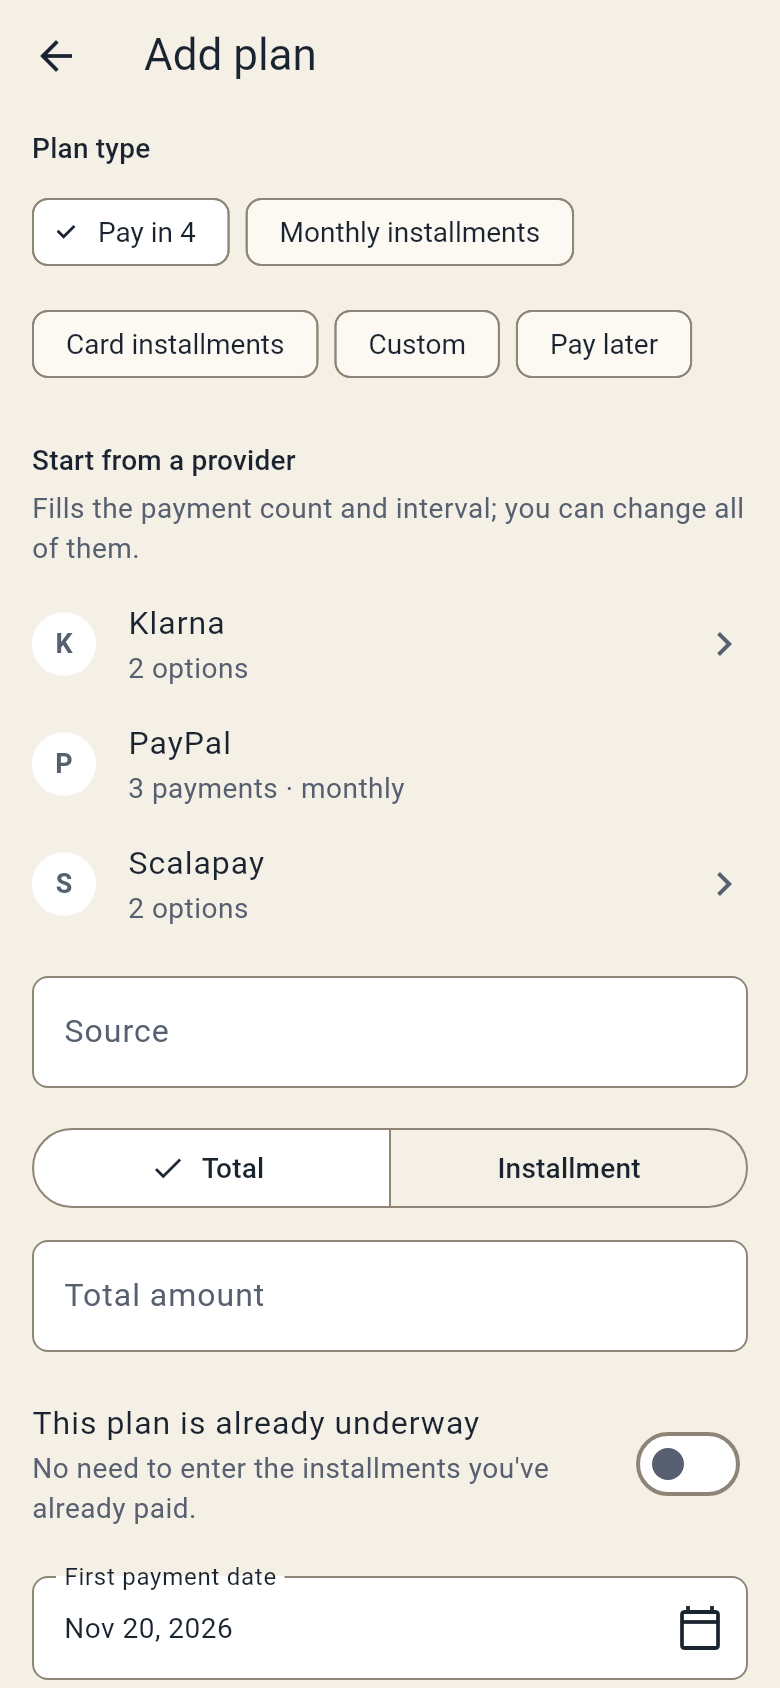 Add plan
Plan type
Pay in 4
Monthly installments
Card installments
Custom
Pay later
Start from a provider
Fills the payment count and interval; you can change all
of them.
K
Klarna
2 options
P
PayPal
3 payments · monthly
S
Scalapay
2 options
Source
Total
Installment
Total amount
This plan is already underway
No need to enter the installments you've
already paid.
First payment date
Nov 20, 2026